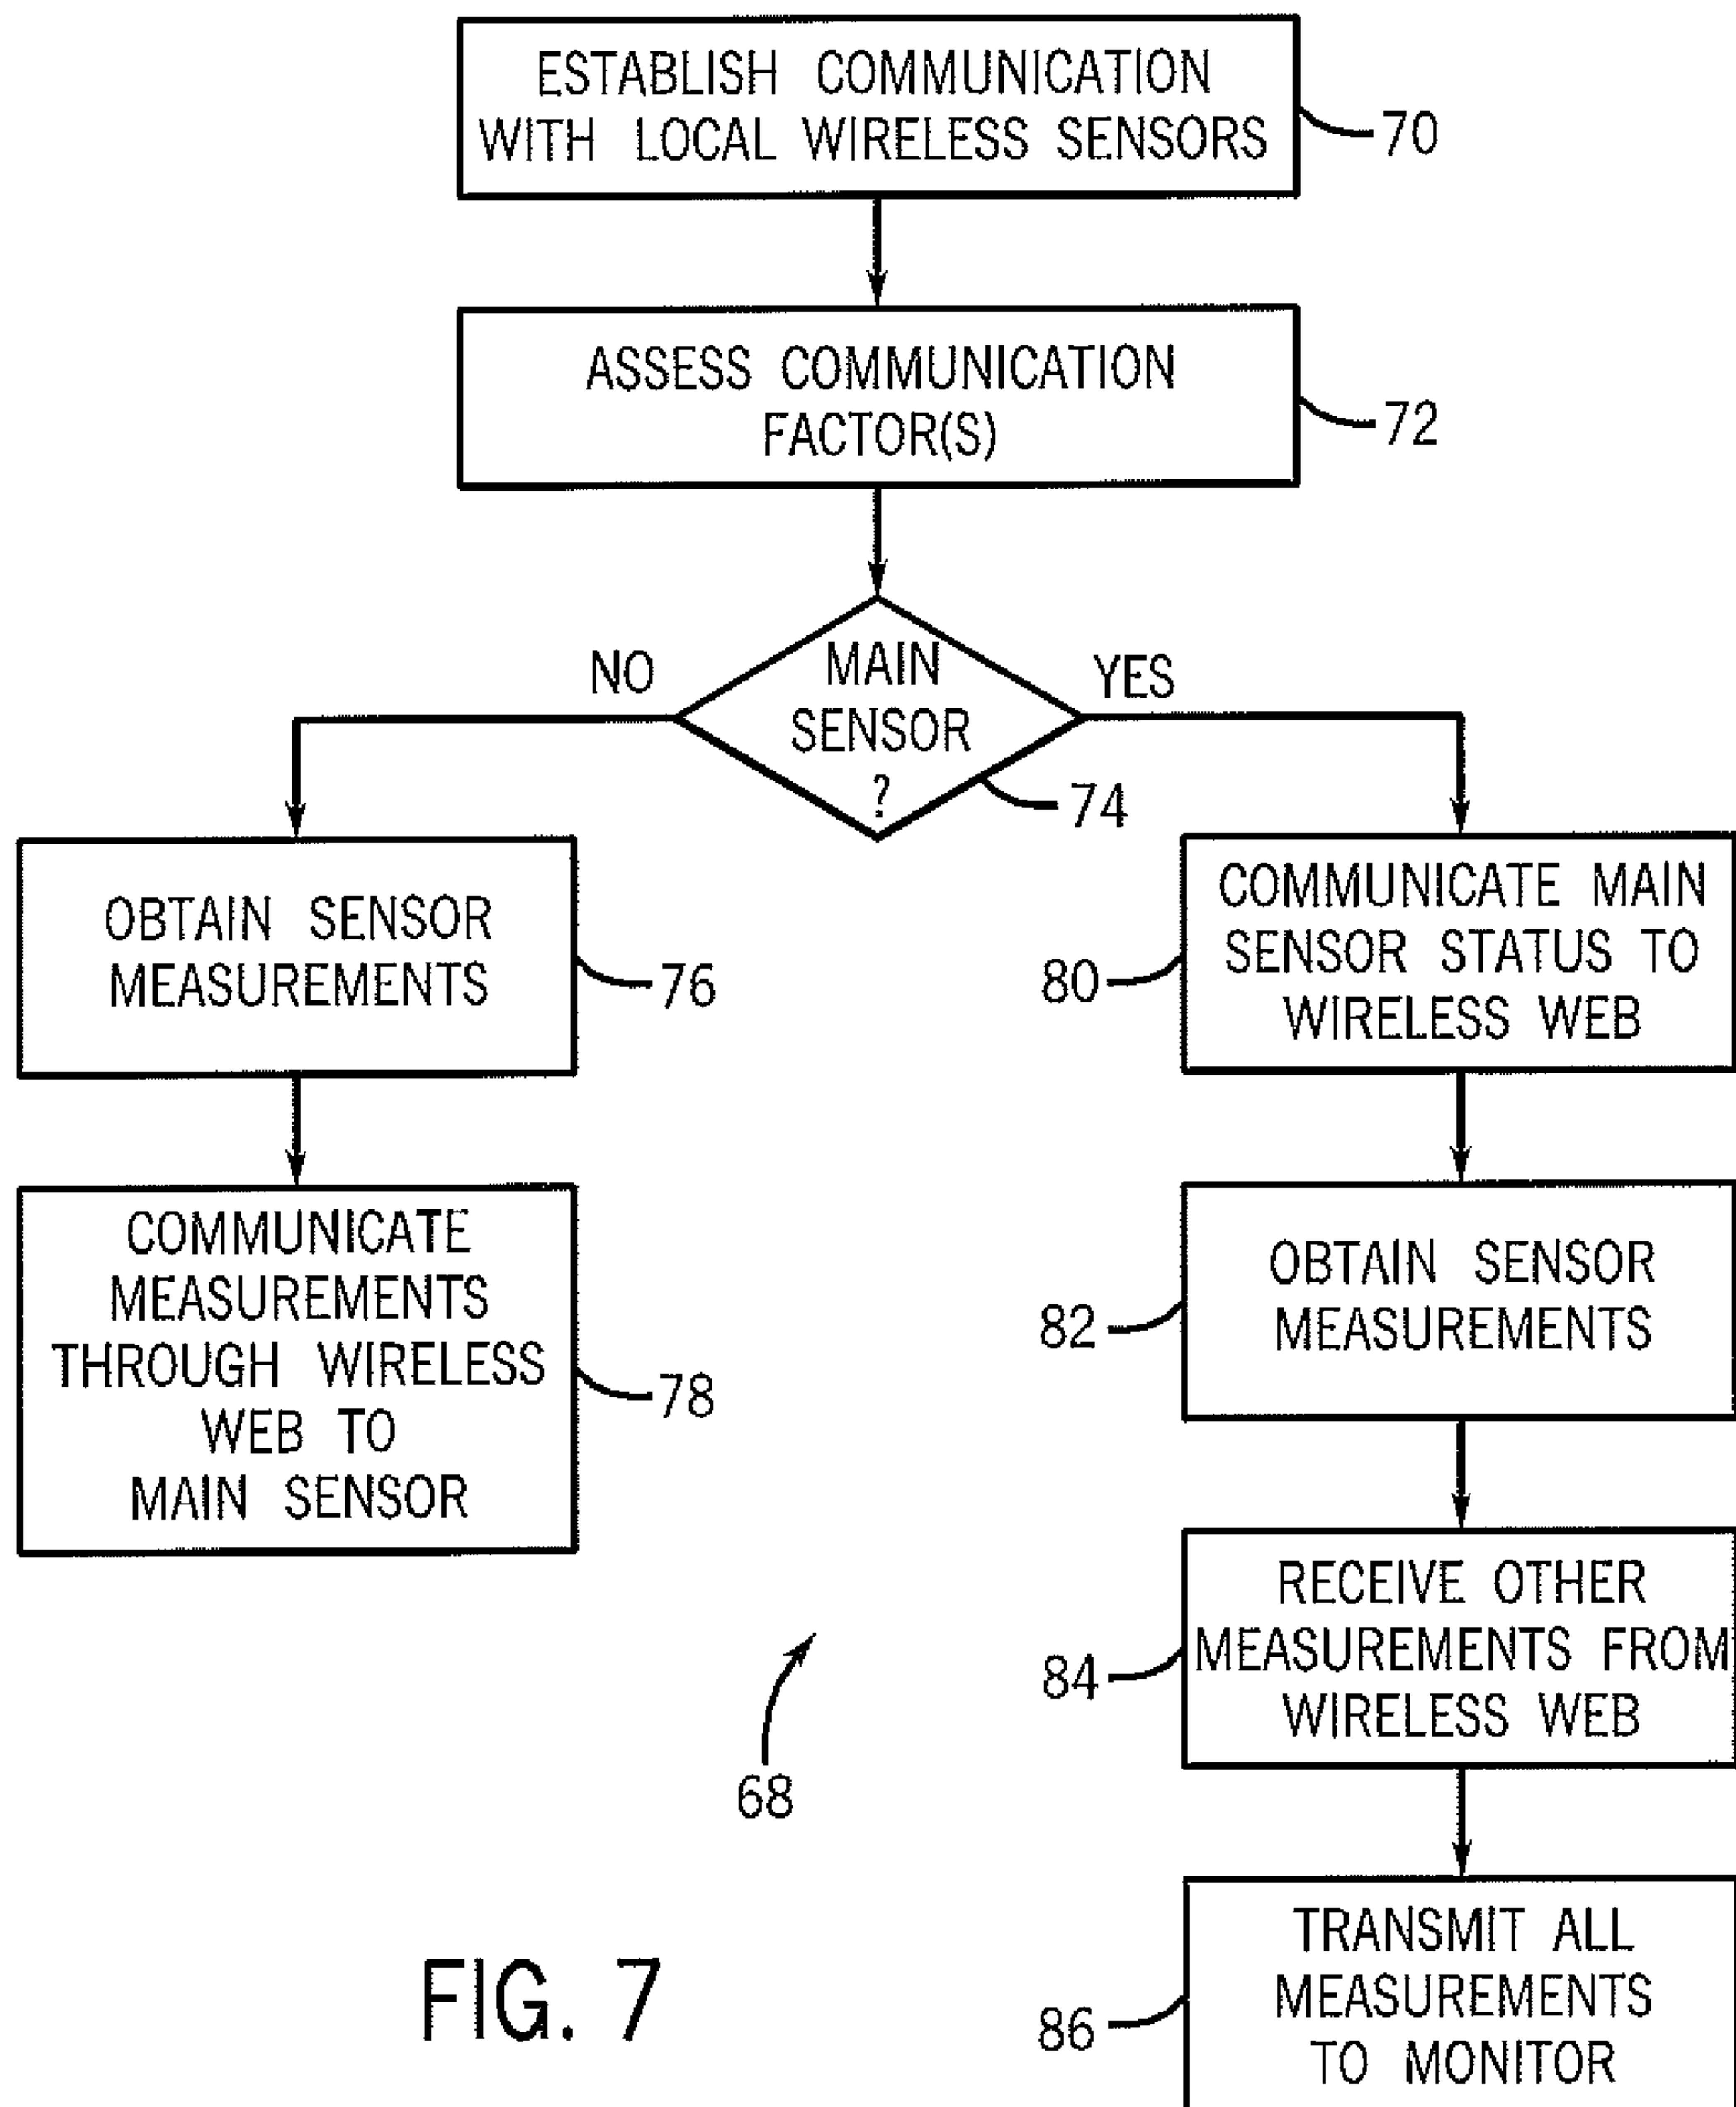 ESTABLISH COMMUNICATION
WITH LOCAL WIRELESS SENSORS
70
ASSESS COMMUNICATION
FACTOR(S)
72
MAIN
SENSOR
?
74
NO
YES
OBTAIN SENSOR
MEASUREMENTS
76
COMMUNICATE
MEASUREMENTS
THROUGH WIRELESS
WEB TO
MAIN SENSOR
78
COMMUNICATE MAIN
SENSOR STATUS TO
WIRELESS WEB
80
OBTAIN SENSOR
MEASUREMENTS
82
RECEIVE OTHER
MEASUREMENTS FROM
WIRELESS WEB
84
TRANSMIT ALL
MEASUREMENTS
TO MONITOR
86
68
FIG. 7